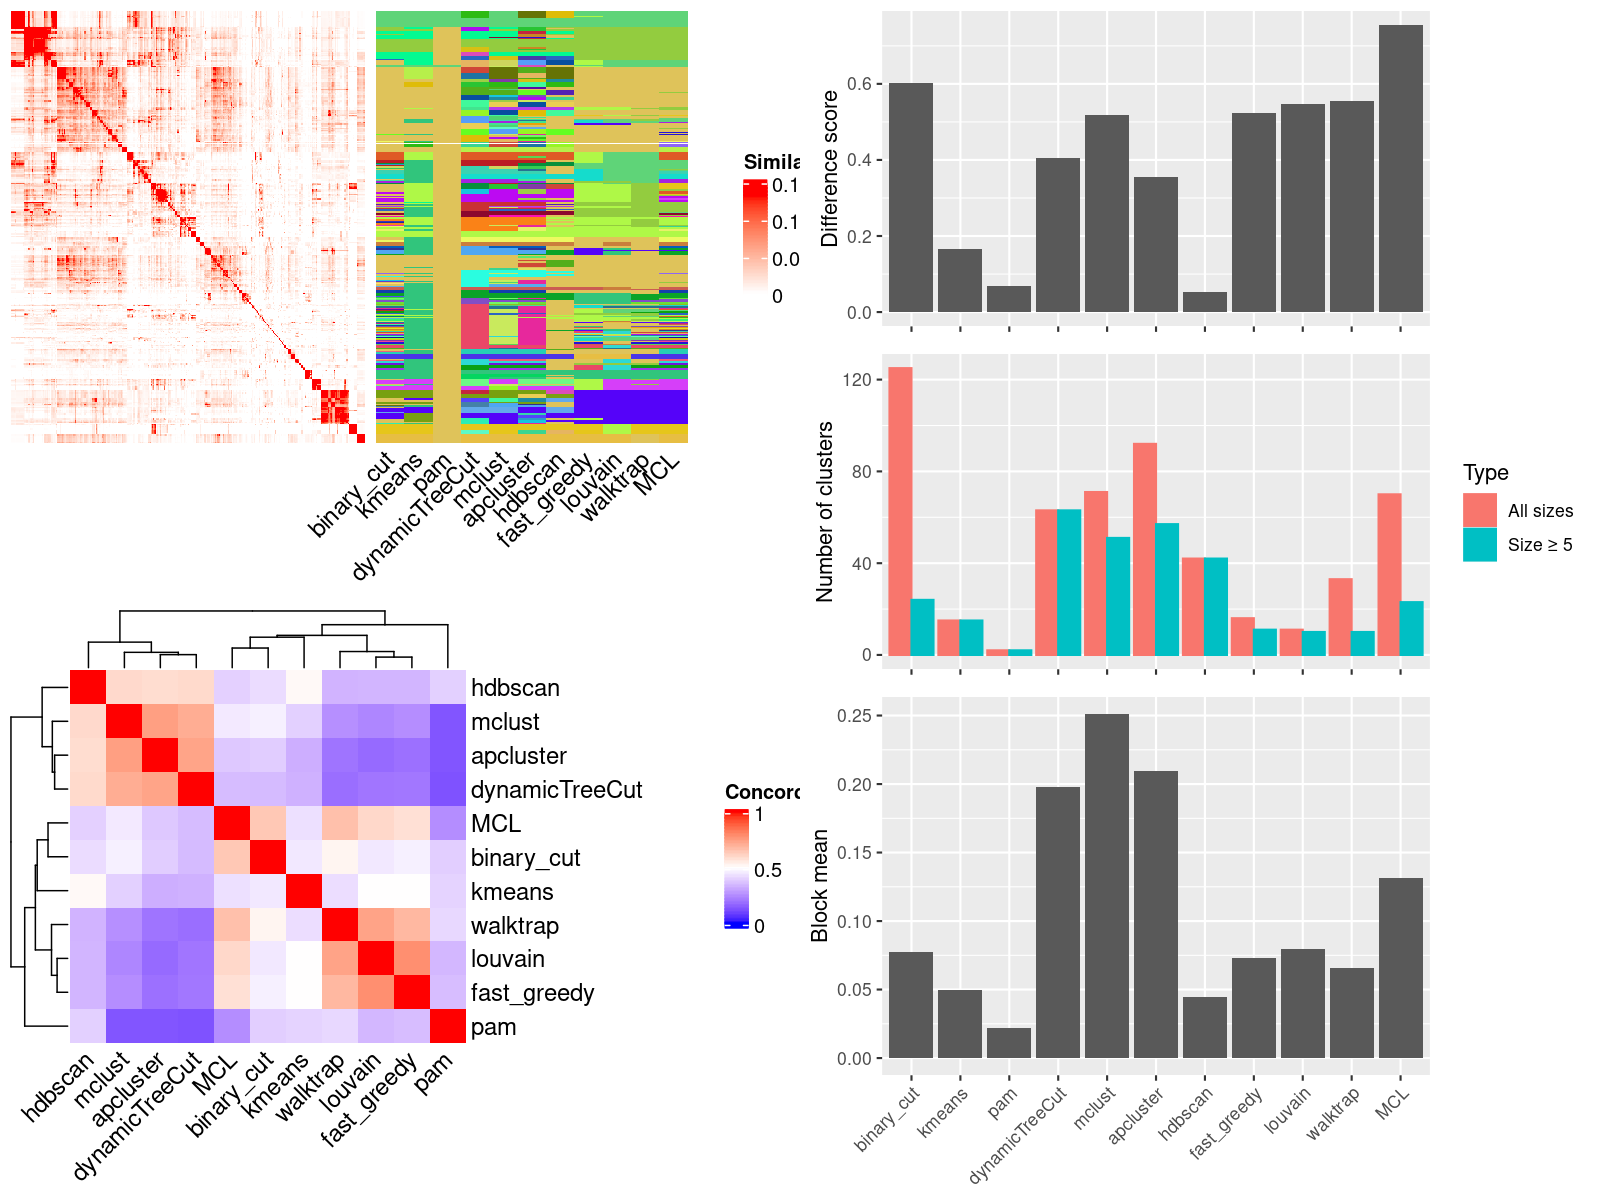 Simila
0.1
0.1
0.0
0
binary_cut
kmeans
pam
dynamicTreeCut
mclust
apcluster
hdbscan
fast_greedy
louvain
walktrap
MCL
Concord
1
0.5
0
hdbscan
mclust
apcluster
dynamicTreeCut
MCL
binary_cut
kmeans
walktrap
louvain
fast_greedy
pam
hdbscan
mclust
apcluster
dynamicTreeCut
MCL
binary_cut
kmeans
walktrap
louvain
fast_greedy
pam
Difference score
0.6
0.4
0.2
0.0
Number of clusters
120
80
40
0
Type
All sizes
Size ≥ 5
Block mean
0.25
0.20
0.15
0.10
0.05
0.00
binary_cut
kmeans
pam
dynamicTreeCut
mclust
apcluster
hdbscan
fast_greedy
louvain
walktrap
MCL